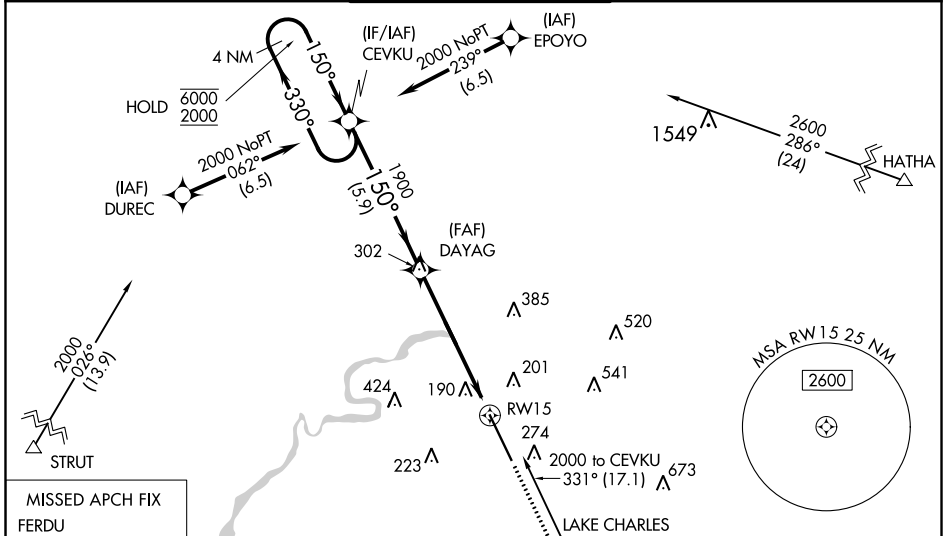 (IAF)
EPOYO
(IF/IAF)
CEVKU
2000 NoPT
239°
(6.5)
4 NM
150°
330°
HOLD
6000
2000
2000 NoPT
062°
(6.5)
(IAF)
DUREC
1900
150°
(5.9)
1549
2600
286°
(24)
HATHA
(FAF)
DAYAG
302
385
520
2000
026°
(13.9)
STRUT
424
190
201
541
RW15
223
274
2000 to CEVKU
331° (17.1)
673
LAKE CHARLES
MSA RW15 25 NM
2600
MISSED APCH FIX
FERDU